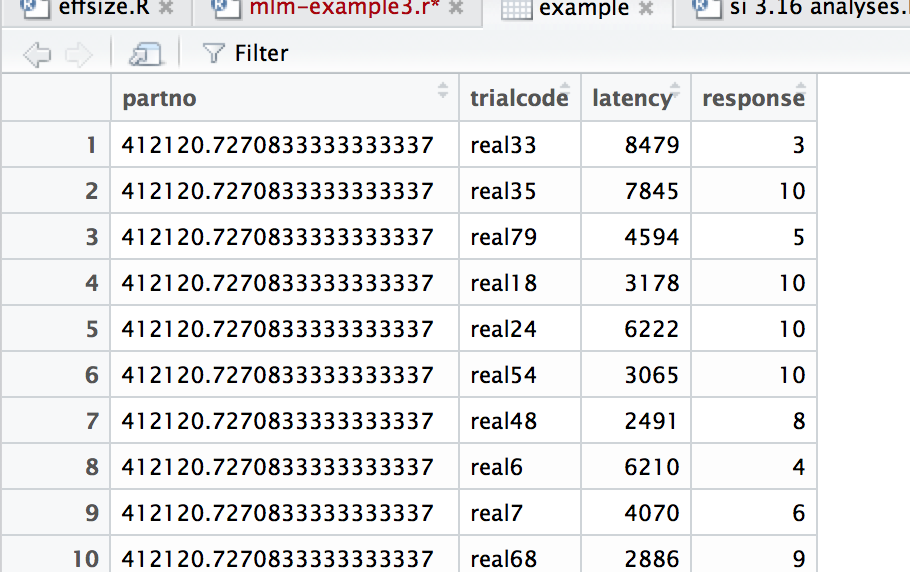 effsize.R mlm-example3.r* example si 3.16 analyses.
Filter
partno trialcode latency response
1 412120.7270833333333337 real33 8479 3
2 412120.7270833333333337 real35 7845 10
3 412120.7270833333333337 real79 4594 5
4 412120.7270833333333337 real18 3178 10
5 412120.7270833333333337 real24 6222 10
6 412120.7270833333333337 real54 3065 10
7 412120.7270833333333337 real48 2491 8
8 412120.7270833333333337 real6 6210 4
9 412120.7270833333333337 real7 4070 6
10 412120.7270833333333337 real68 2886 9